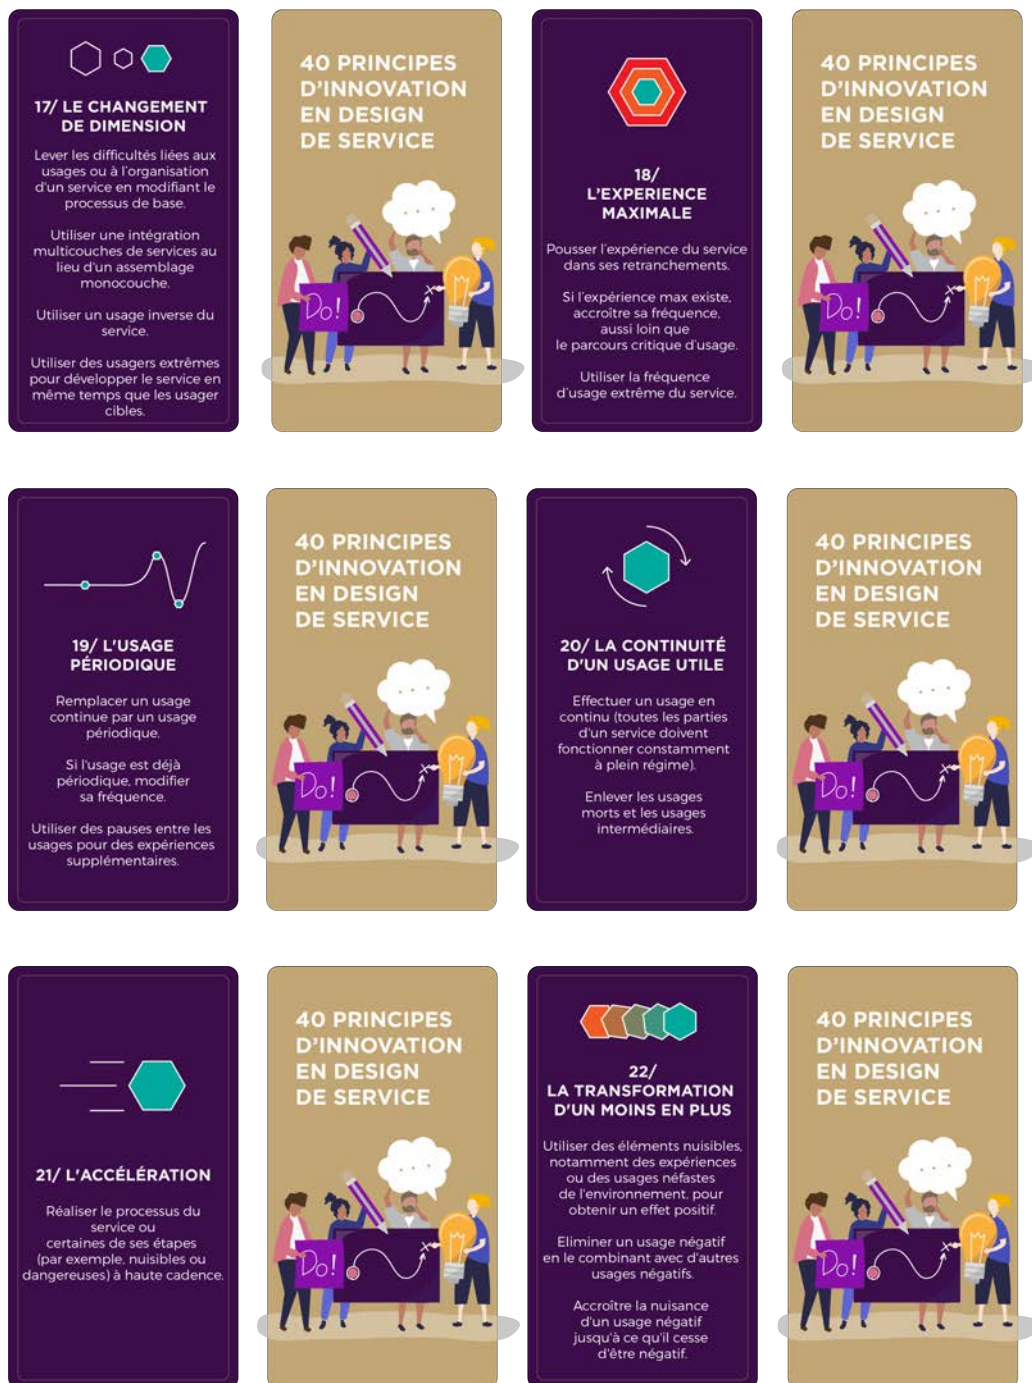 17/ LE CHANGEMENT
DE DIMENSION
Lever les difficultés liées aux
usages ou à l'organisation
d'un service en modifiant le
processus de base.
Utiliser une intégration
multicouches de services au
lieu d'un assemblage
monocouche.
Utiliser un usage inverse du
service.
Utiliser des usagers extrêmes
pour développer le service en
même temps que les usager
cibles.
40 PRINCIPES
D'INNOVATION
EN DESIGN
DE SERVICE
Do!
18/
L'EXPERIENCE
MAXIMALE
Pousser l'expérience du service
dans ses retranchements.
Si l'expérience max existe,
accroître sa fréquence,
aussi loin que
le parcours critique d'usage.
Utiliser la fréquence
d'usage extrême du service.
40 PRINCIPES
D'INNOVATION
EN DESIGN
DE SERVICE
Do!
19/ L'USAGE
PÉRIODIQUE
Remplacer un usage
continue par un usage
périodique.
Si l'usage est déjà
périodique, modifier
sa fréquence.
Utiliser des pauses entre les
usages pour des expériences
supplémentaires.
40 PRINCIPES
D'INNOVATION
EN DESIGN
DE SERVICE
Do!
20/ LA CONTINUITÉ
D'UN USAGE UTILE
Effectuer un usage en
continu (toutes les parties
d'un service doivent
fonctionner constamment
à plein régime).
Enlever les usages
morts et les usages
intermédiaires.
40 PRINCIPES
D'INNOVATION
EN DESIGN
DE SERVICE
Do!
21/ L'ACCÉLÉRATION
Réaliser le processus du
service ou
certaines de ses étapes
(par exemple, nuisibles ou
dangereuses) à haute cadence.
40 PRINCIPES
D'INNOVATION
EN DESIGN
DE SERVICE
Do!
22/
LA TRANSFORMATION
D'UN MOINS EN PLUS
Utiliser des éléments nuisibles,
notamment des expériences
ou des usages néfastes
de l'environnement, pour
obtenir un effet positif.
Eliminer un usage négatif
en le combinant avec d'autres
usages négatifs.
Accroître la nuisance
d'un usage négatif
jusqu'à ce qu'il cesse
d'être négatif.
40 PRINCIPES
D'INNOVATION
EN DESIGN
DE SERVICE
Do!